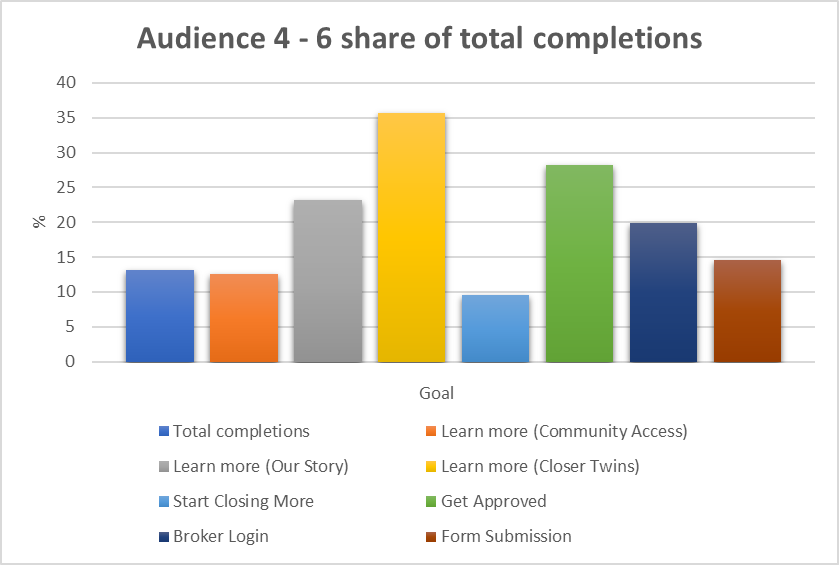 Audience 4 - 6 share of total completions
40
35
30
25
20
15
10
5
0
%
Goal
Total completions
Learn more (Community Access)
Learn more (Our Story)
Learn more (Closer Twins)
Start Closing More
Get Approved
Broker Login
Form Submission